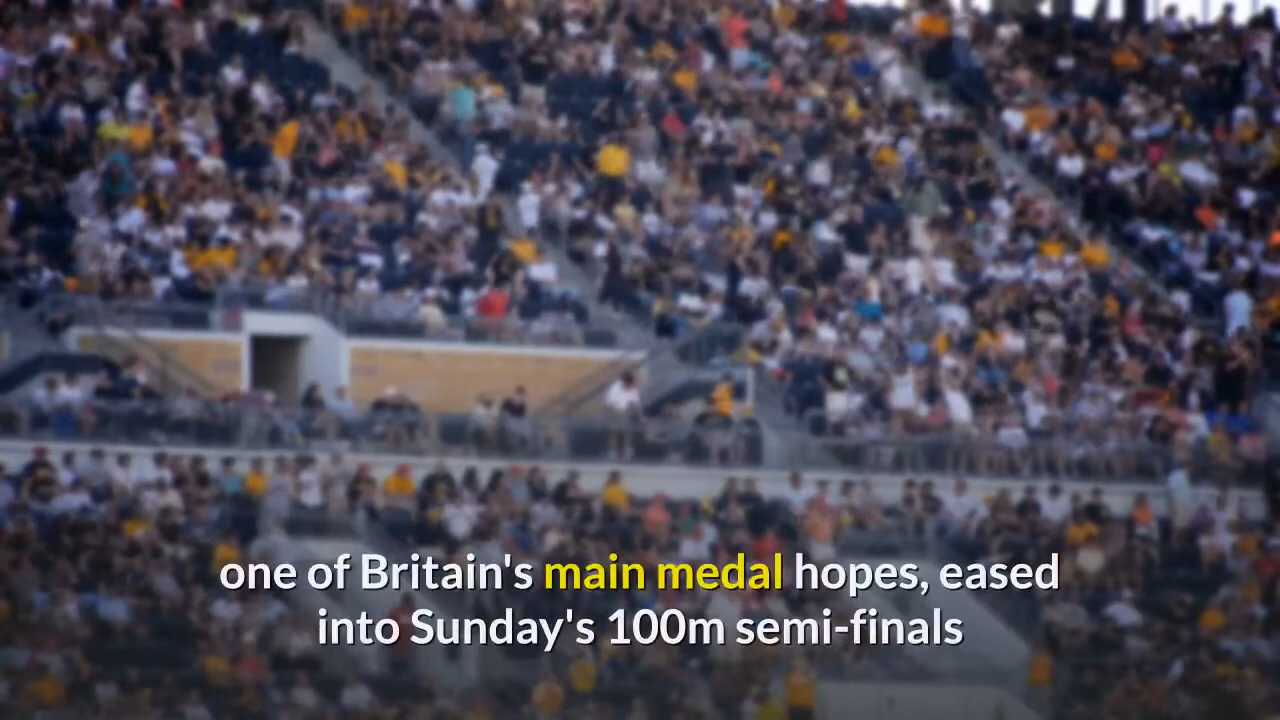 one of Britain's main medal hopes, eased
into Sunday's 100m semi-finals